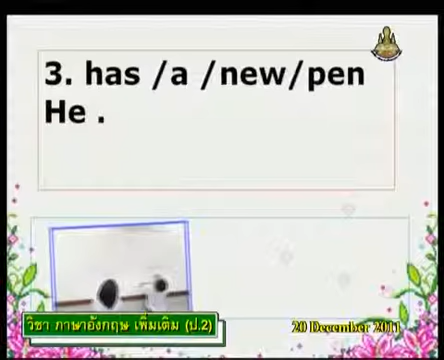 3. has /a /new/pen
He .
วิชา ภาษาอังกฤษ เพิ่มเติม (ป.2)
20 December 2011